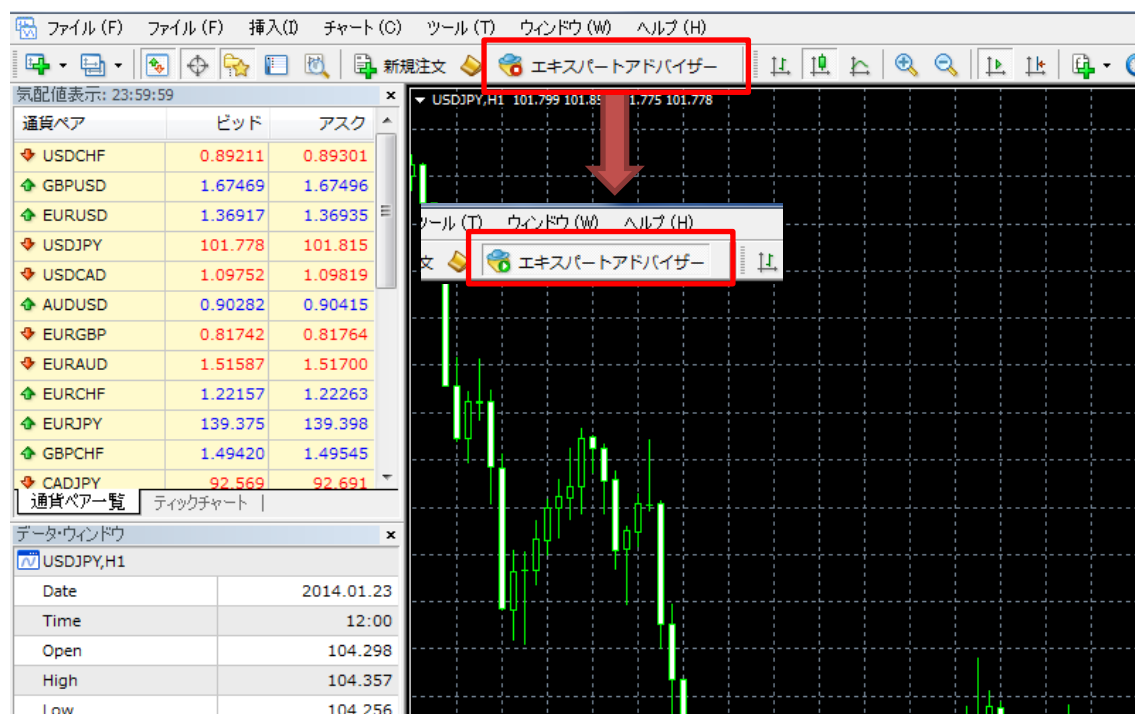 ファイル (F) ファイル (F) 挿入(I) チャート (C) ツール (T) ウィンドウ (W) ヘルプ (H)
新規注文 エキスパートアドバイザー
気配値表示: 23:59:59
通貨ペア ビッド アスク
USDCHF 0.89211 0.89301
GBPUSD 1.67469 1.67496
EURUSD 1.36917 1.36935
USDJPY 101.778 101.815
USDCAD 1.09752 1.09819
AUDUSD 0.90282 0.90415
EURGBP 0.81742 0.81764
EURAUD 1.51587 1.51700
EURCHF 1.22157 1.22263
EURJPY 139.375 139.398
GBPCHF 1.49420 1.49545
CADJPY 92.569 92.691
通貨ペア一覧 ティックチャート
データ・ウィンドウ
USDJPY,H1
Date 2014.01.23
Time 12:00
Open 104.298
High 104.357
Low 104.256
USDJPY,H1 101.799 101.775 101.778
ツール (T) ウィンドウ (W) ヘルプ (H)
文 エキスパートアドバイザー